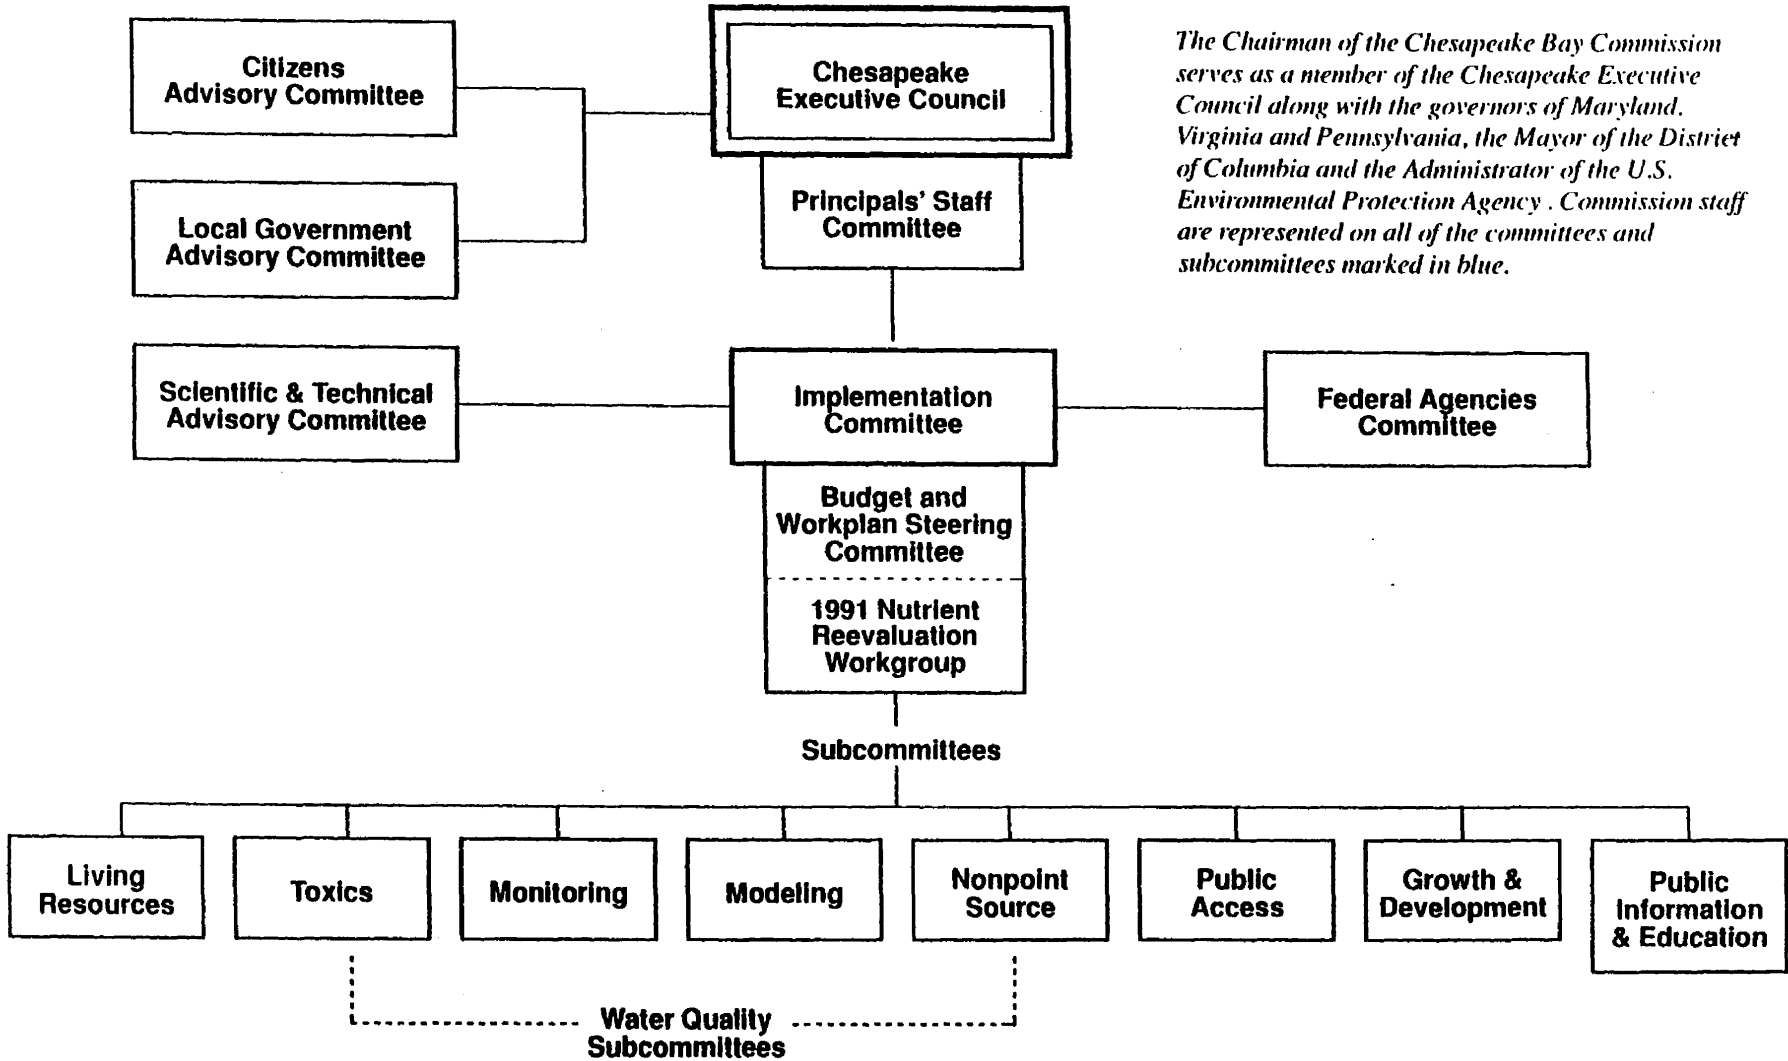 Citizens
Advisory Committee
Chesapeake
Executive Council
The Chairman of the Chesapeake Bay Commission
serves as a member of the Chesapeake Executive
Council along with the governors of Maryland,
Virginia and Pennsylvania, the Mayor of the District
of Columbia and the Administrator of the U.S.
Environmental Protection Agency . Commission staff
are represented on all of the committees and
subcommittees marked in blue.
Local Government
Advisory Committee
Principals' Staff
Committee
Scientific & Technical
Advisory Committee
Implementation
Committee
Federal Agencies
Committee
Budget and
Workplan Steering
Committee
1991 Nutrient
Reevaluation
Workgroup
Subcommittees
Living
Resources
Toxics
Monitoring
Modeling
Nonpoint
Source
Public
Access
Growth &
Development
Public
Information
& Education
Water Quality
Subcommittees